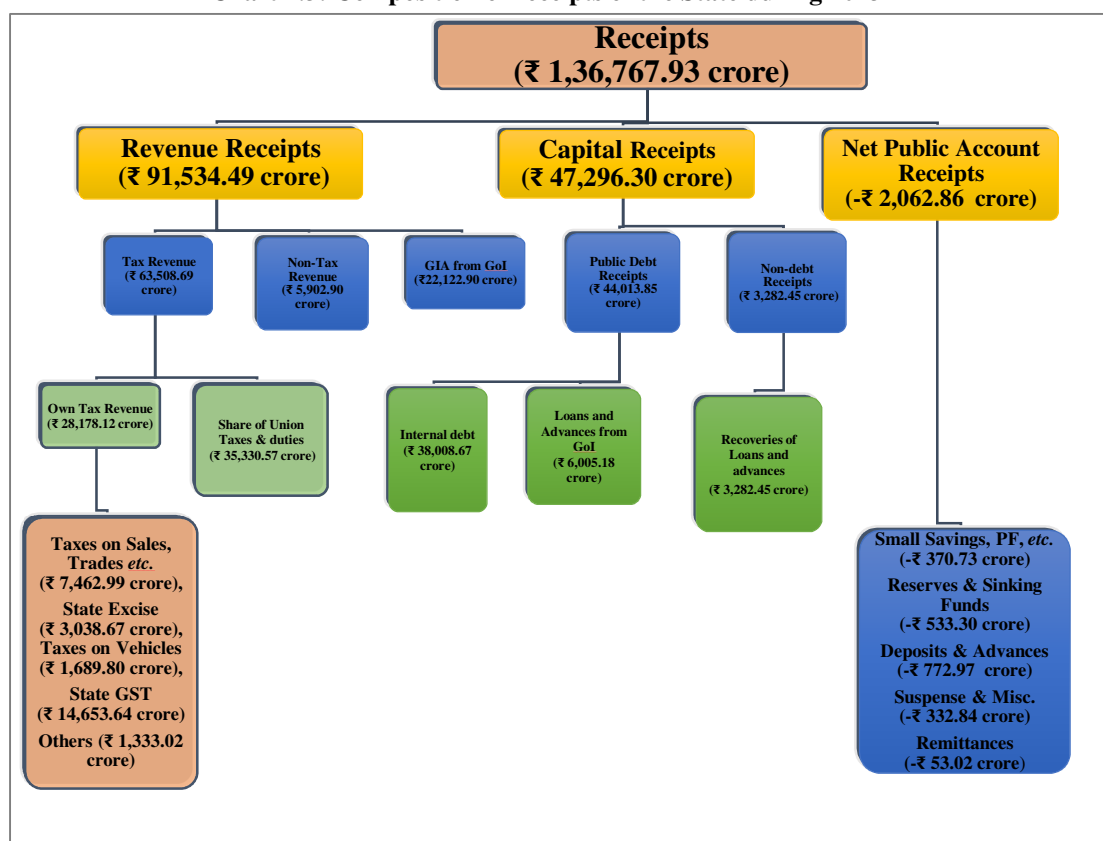 Receipts
(₹ 1,36,767.93 crore)
Revenue Receipts
(₹ 91,534.49 crore)
Capital Receipts
(₹ 47,296.30 crore)
Net Public Account
Receipts
(-₹ 2,062.86 crore)
Tax Revenue
(₹ 63,508.69
crore)
Non-Tax
Revenue
(₹ 5,902.90
crore)
GIA from GoI
(₹22,122.90 crore)
Public Debt
Receipts
(₹ 44,013.85
crore)
Non-debt
Receipts
(₹ 3,282.45 crore)
Own Tax Revenue
(₹ 28,178.12 crore)
Share of Union
Taxes & duties
(₹ 35,330.57 crore)
Internal debt
(₹ 38,008.67
crore)
Loans and
Advances from
GoI
(₹ 6,005.18
crore)
Recoveries of
Loans and
advances
(₹ 3,282.45 crore)
Taxes on Sales,
Trades etc.
(₹ 7,462.99 crore),
State Excise
(₹ 3,038.67 crore),
Taxes on Vehicles
(₹ 1,689.80 crore),
State GST
(₹ 14,653.64 crore)
Others (₹ 1,333.02
crore)
Small Savings, PF, etc.
(-₹ 370.73 crore)
Reserves & Sinking
Funds
(-₹ 533.30 crore)
Deposits & Advances
(-₹ 772.97 crore)
Suspense & Misc.
(-₹ 332.84 crore)
Remittances
(-₹ 53.02 crore)